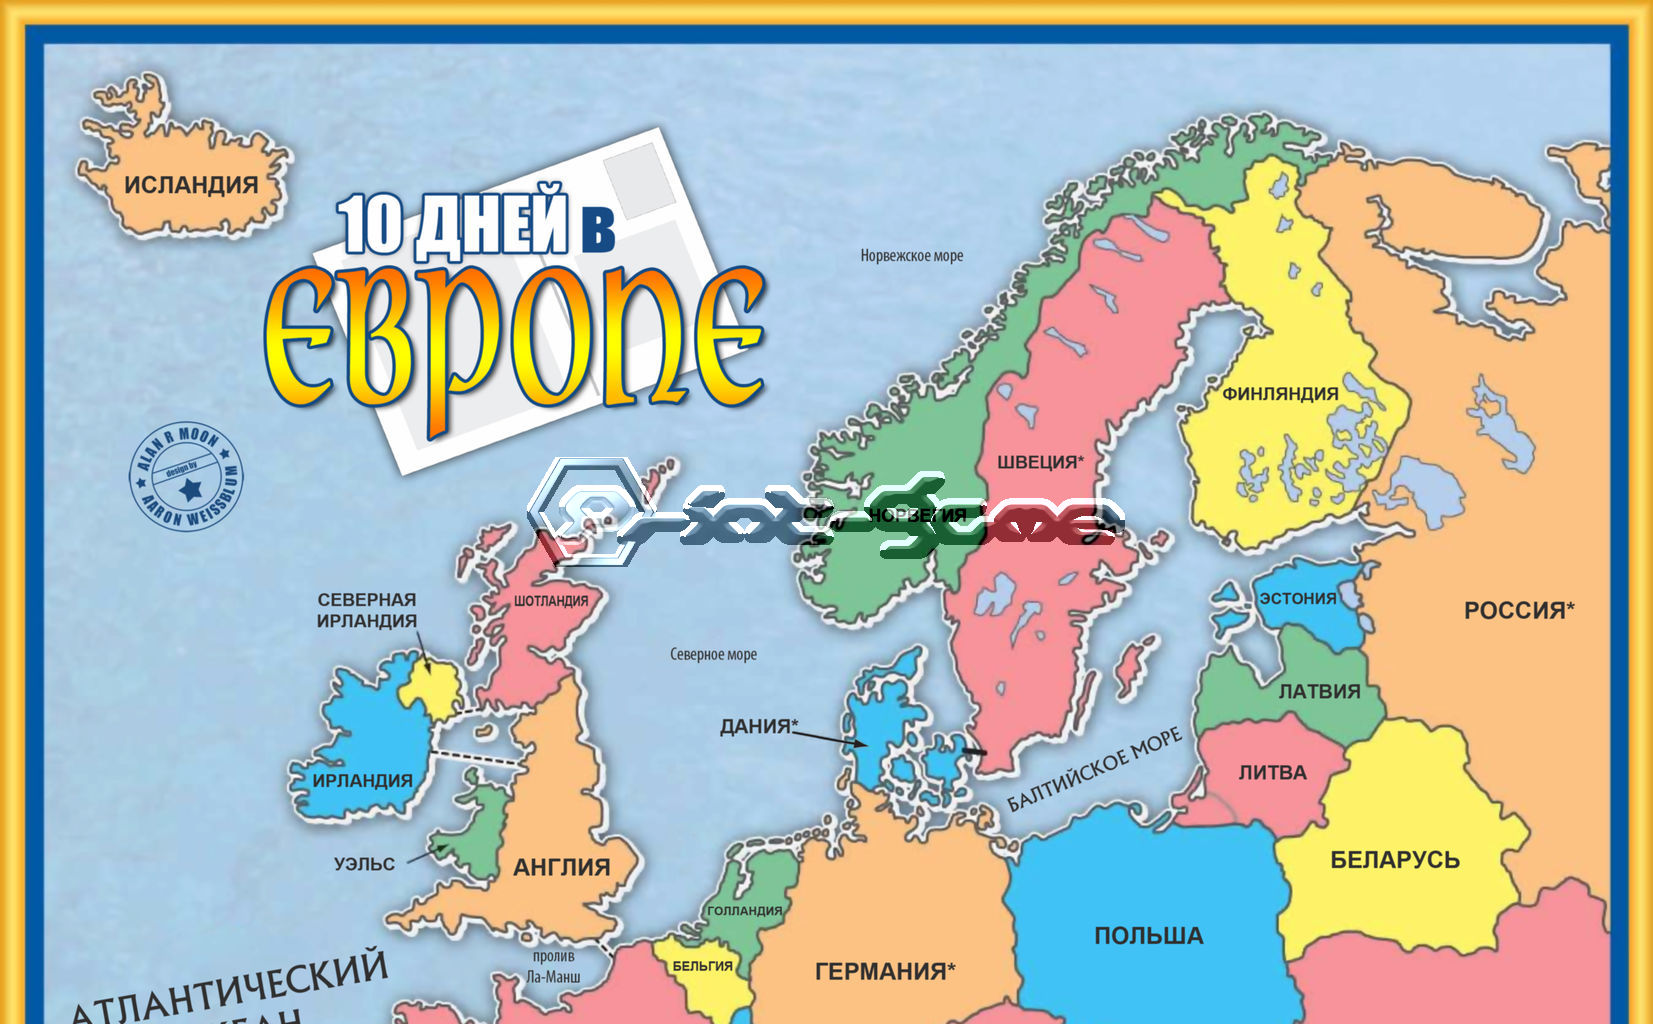 ИСЛАНДИЯ
10 ДНЕЙ В
ЕВРОПЕ
Норвежское море
ФИНЛЯНДИЯ
ALAN R MOON
design by
AARON WEISSBLUM
ШВЕЦИЯ*
НОРВЕГИЯ
СЕВЕРНАЯ
ИРЛАНДИЯ
ШОТЛАНДИЯ
ЭСТОНИЯ
РОССИЯ*
Северное море
ЛАТВИЯ
ДАНИЯ*
БАЛТИЙСКОЕ МОРЕ
ЛИТВА
ИРЛАНДИЯ
УЭЛЬС
АНГЛИЯ
БЕЛАРУСЬ
ГОЛЛАНДИЯ
ПОЛЬША
пролив
Ла-Манш
БЕЛЬГИЯ
ГЕРМАНИЯ*
АТЛАНТИЧЕСКИЙ